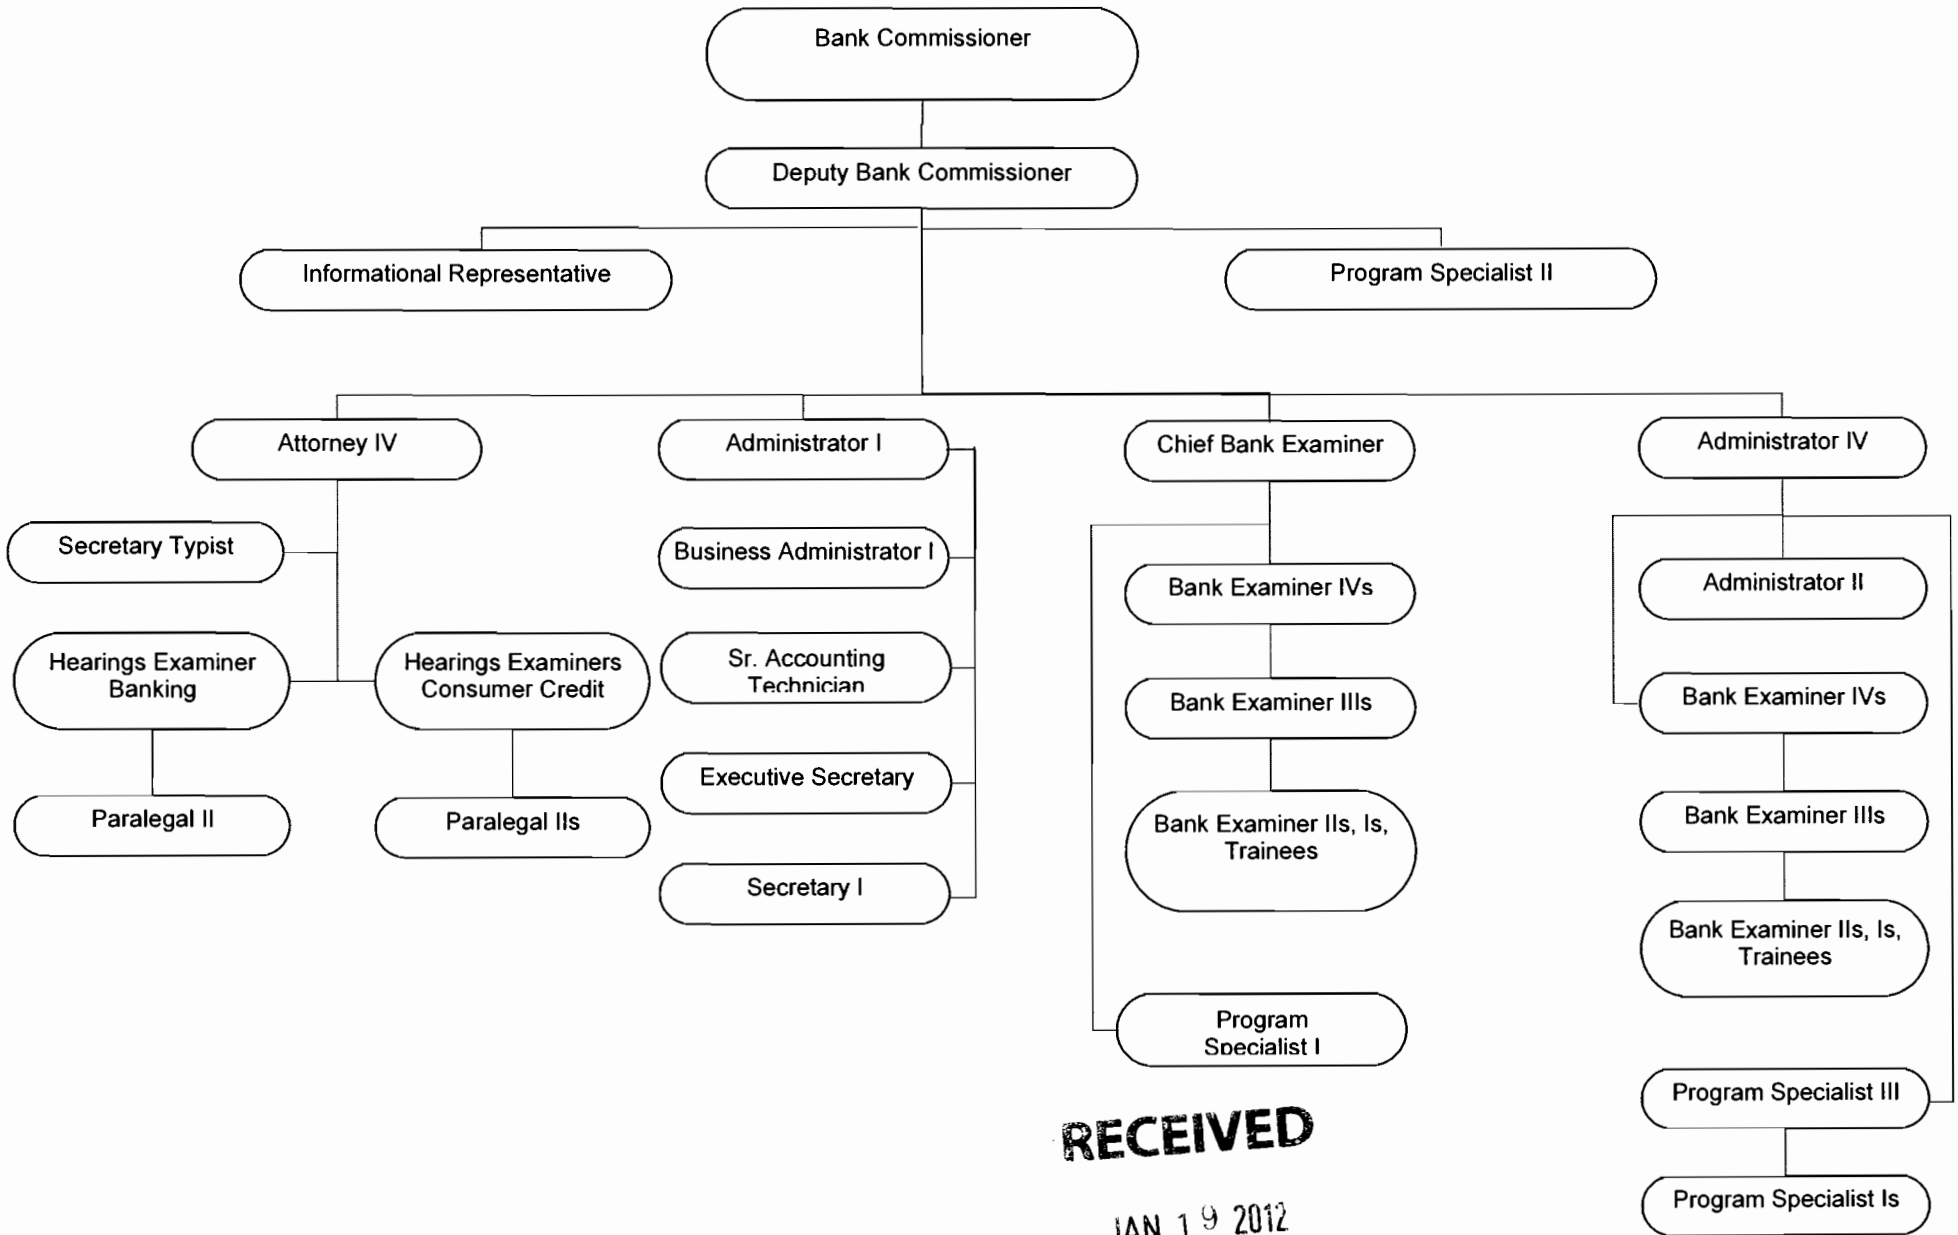 Bank Commissioner
Deputy Bank Commissioner
Informational Representative
Program Specialist II
Attorney IV
Administrator I
Chief Bank Examiner
Administrator IV
Secretary Typist
Business Administrator I
Bank Examiner IVs
Administrator II
Hearings Examiner
Banking
Hearings Examiners
Consumer Credit
Sr. Accounting
Technician
Bank Examiner IIIs
Bank Examiner IVs
Executive Secretary
Paralegal II
Paralegal IIs
Bank Examiner IIs, Is,
Trainees
Bank Examiner IIIs
Secretary I
Bank Examiner IIs, Is,
Trainees
Program
Specialist I
Program Specialist III
Program Specialist Is
RECEIVED
JAN 19 2012